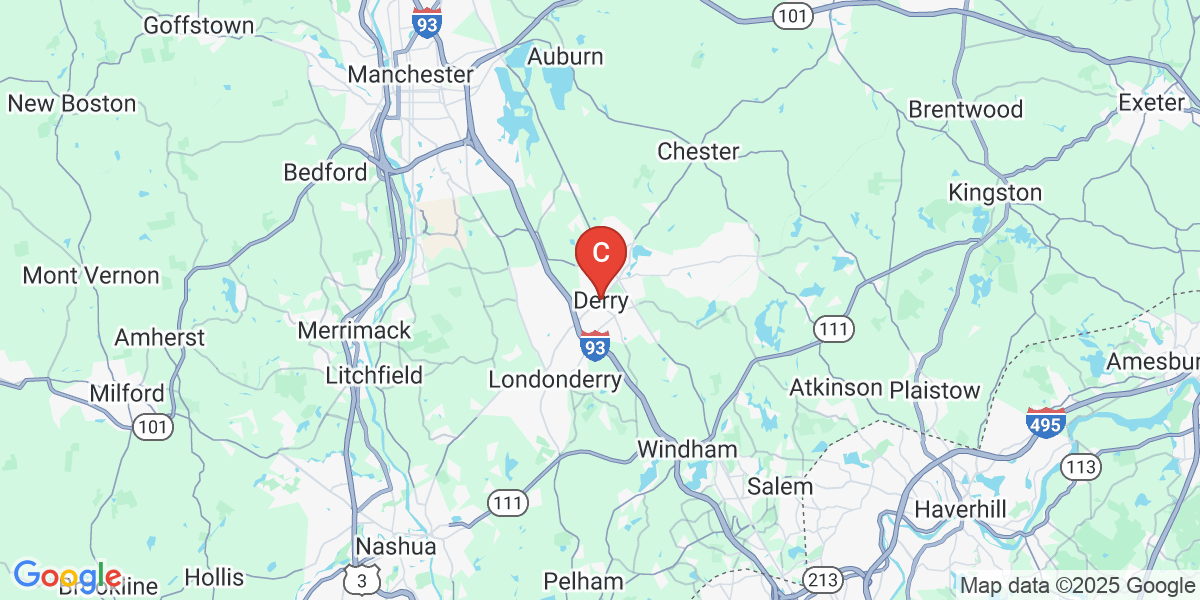 Goffstown
93
101
Auburn
Manchester
New Boston
Brentwood
Exeter
Chester
Bedford
Kingston
C
Mont Vernon
Derry
Merrimack
111
Amherst
93
Amesbur
Litchfield
Londonderry
Atkinson
Plaistow
Milford
101
495
Windham
113
Salem
111
Haverhill
Nashua
Google
Brookline
Hollis
3
Pelham
213
Map data ©2025 Google